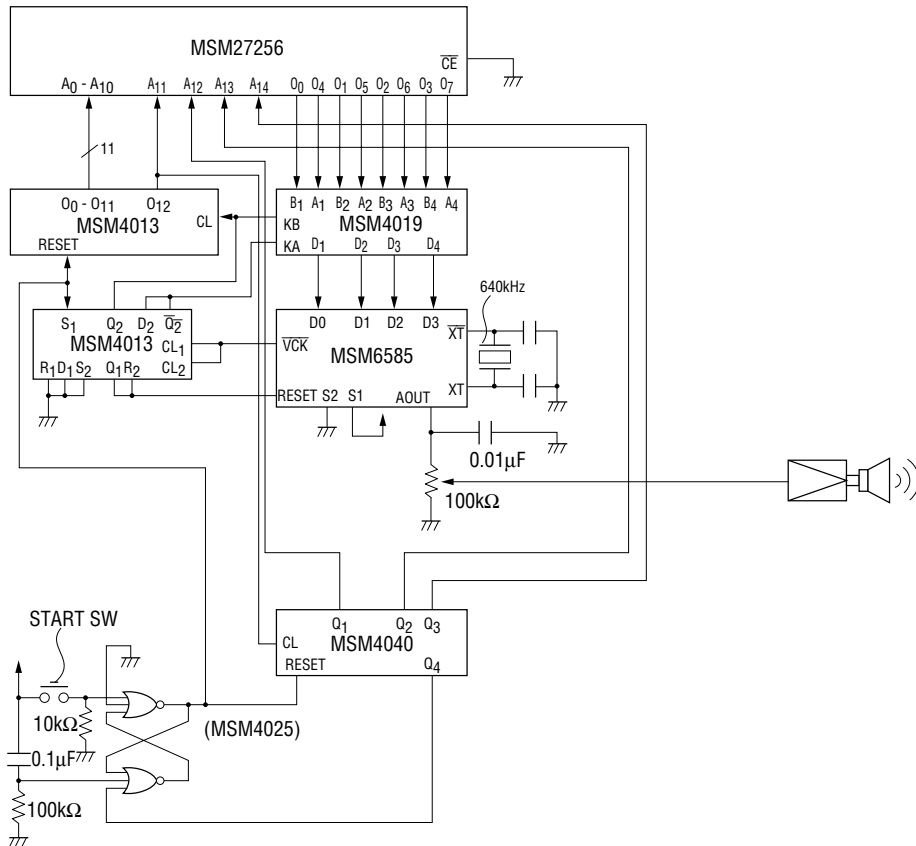 MSM27256
CE
A0 - A10 A11 A12 A13 A14 O0 O4 O1 O5 O2 O6 O3 O7
11
O0 - O11 O12
MSM4013
CL
RESET
B1 A1 B2 A2 B3 A3 B4 A4
MSM4019
KB
KA D1 D2 D3 D4
640kHz
S1 Q2 D2 Q2
MSM4013
CL1
R1 D1 S2 Q1 R2 CL2
D0 D1 D2 D3
VCK
MSM6585
XT
XT
RESET S2 S1 AOUT
0.01µF
100kΩ
START SW
Q1 Q2 Q3
MSM4040
CL
RESET Q4
(MSM4025)
10kΩ
0.1µF
100kΩ